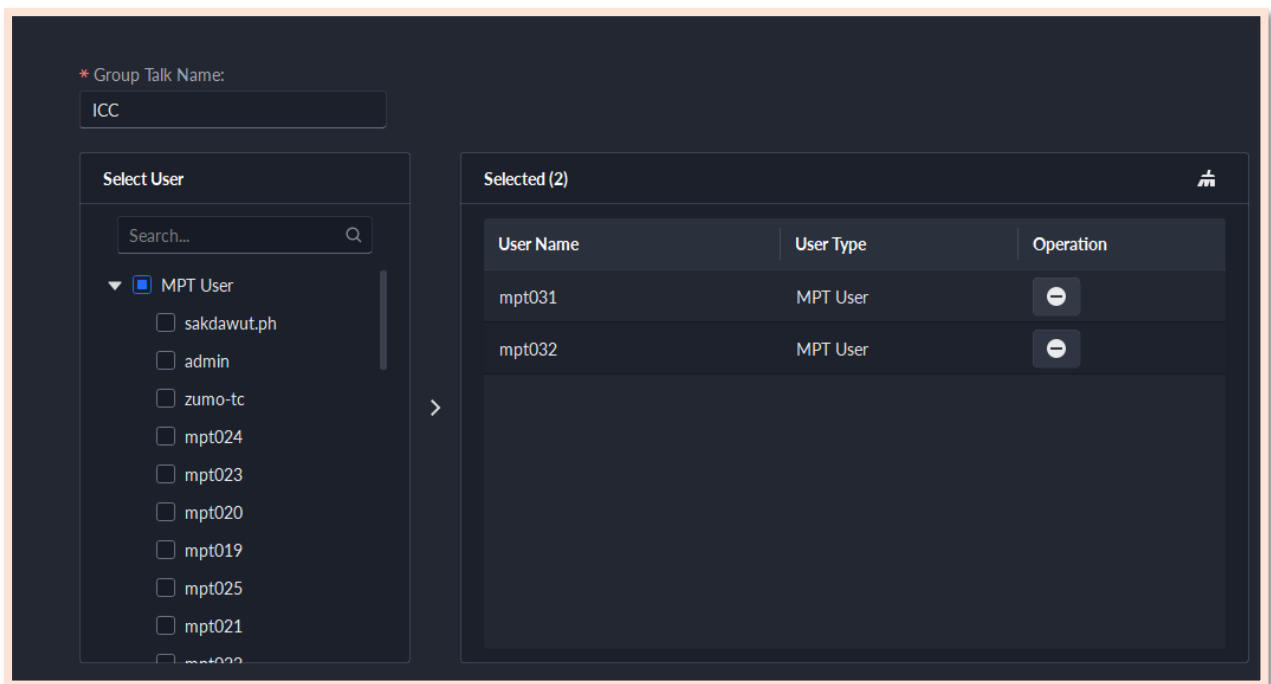 * Group Talk Name:
ICC
Select User
Search...
MPT User
sakdawut.ph
admin
zumo-tc
mpt024
mpt023
mpt020
mpt019
mpt025
mpt021
Selected (2)
User Name User Type Operation
mpt031 MPT User
mpt032 MPT User